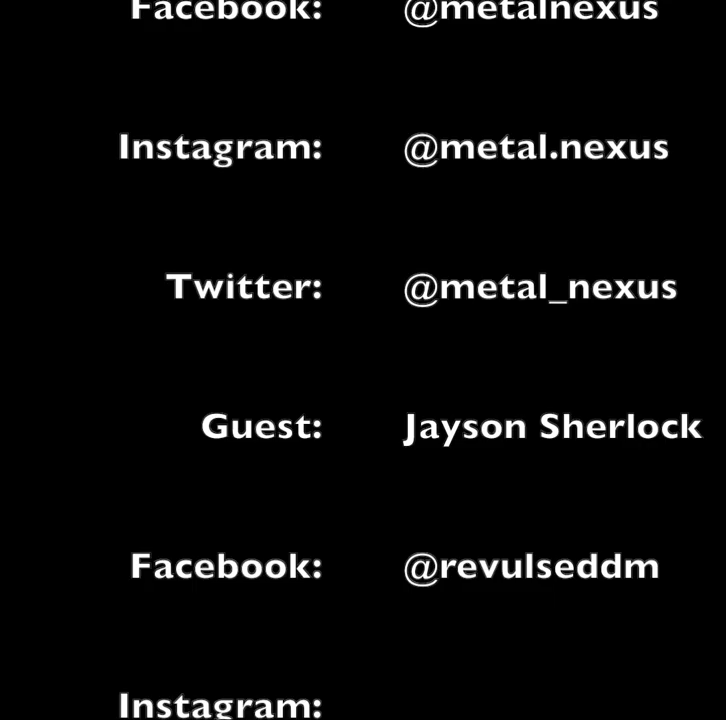 Facebook: @metalnexus
Instagram: @metal.nexus
Twitter: @metal_nexus
Guest: Jayson Sherlock
Facebook: @revulseddm
Instagram: